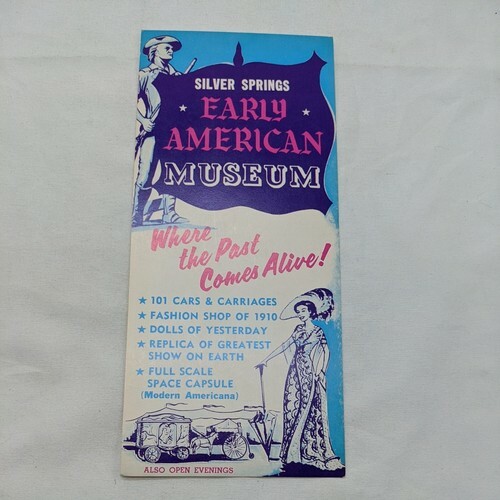 SILVER SPRINGS
EARLY
AMERICAN
MUSEUM
Where
the Past
Comes Alive!
★ 101 CARS & CARRIAGES
★ FASHION SHOP OF 1910
★ DOLLS OF YESTERDAY
★ REPLICA OF GREATEST
SHOW ON EARTH
★ FULL SCALE
SPACE CAPSULE
(Modern Americana)
ALSO OPEN EVENINGS